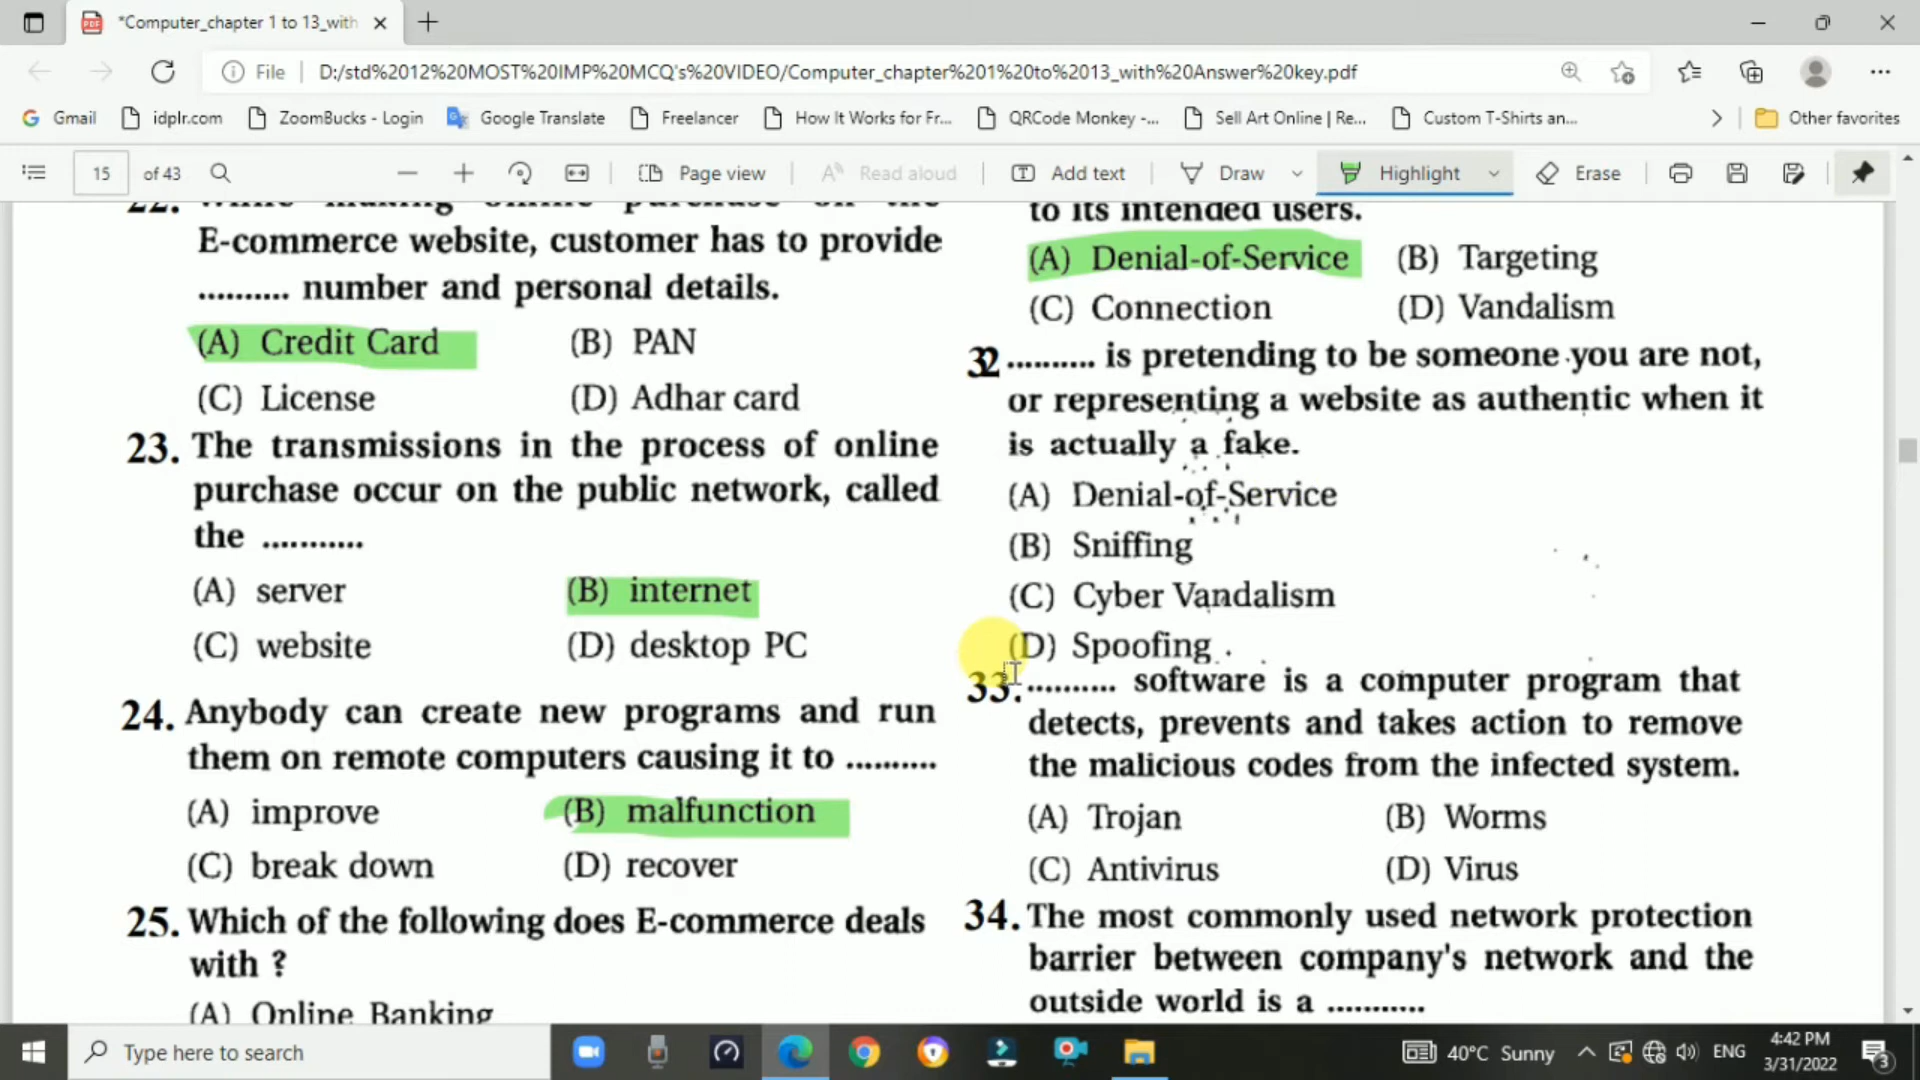 *Computer_chapter 1 to 13_with
File
D:/std%2012%20MOST%20IMP%20MCQ's%20VIDEO/Computer_chapter%201%20to%2013_with%20Answer%20key.pdf
Gmail
idplr.com
ZoomBucks - Login
Google Translate
Freelancer
How It Works for Fr...
QRCode Monkey -...
Sell Art Online | Re...
Custom T-Shirts an...
Other favorites
15 of 43
Page view
Read aloud
Add text
Draw
Highlight
Erase
22. While making online purchase on the
E-commerce website, customer has to provide
.......... number and personal details.
(A) Credit Card (B) PAN
(C) License (D) Adhar card
23. The transmissions in the process of online
purchase occur on the public network, called
the ...........
(A) server (B) internet
(C) website (D) desktop PC
24. Anybody can create new programs and run
them on remote computers causing it to ..........
(A) improve (B) malfunction
(C) break down (D) recover
25. Which of the following does E-commerce deals
with ?
(A) Online Banking
to its intended users.
(A) Denial-of-Service (B) Targeting
(C) Connection (D) Vandalism
32 .......... is pretending to be someone you are not,
or representing a website as authentic when it
is actually a fake.
(A) Denial-of-Service
(B) Sniffing
(C) Cyber Vandalism
(D) Spoofing
33. .......... software is a computer program that
detects, prevents and takes action to remove
the malicious codes from the infected system.
(A) Trojan (B) Worms
(C) Antivirus (D) Virus
34. The most commonly used network protection
barrier between company's network and the
outside world is a ...........
Type here to search
40°C Sunny
ENG
4:42 PM
3/31/2022
3